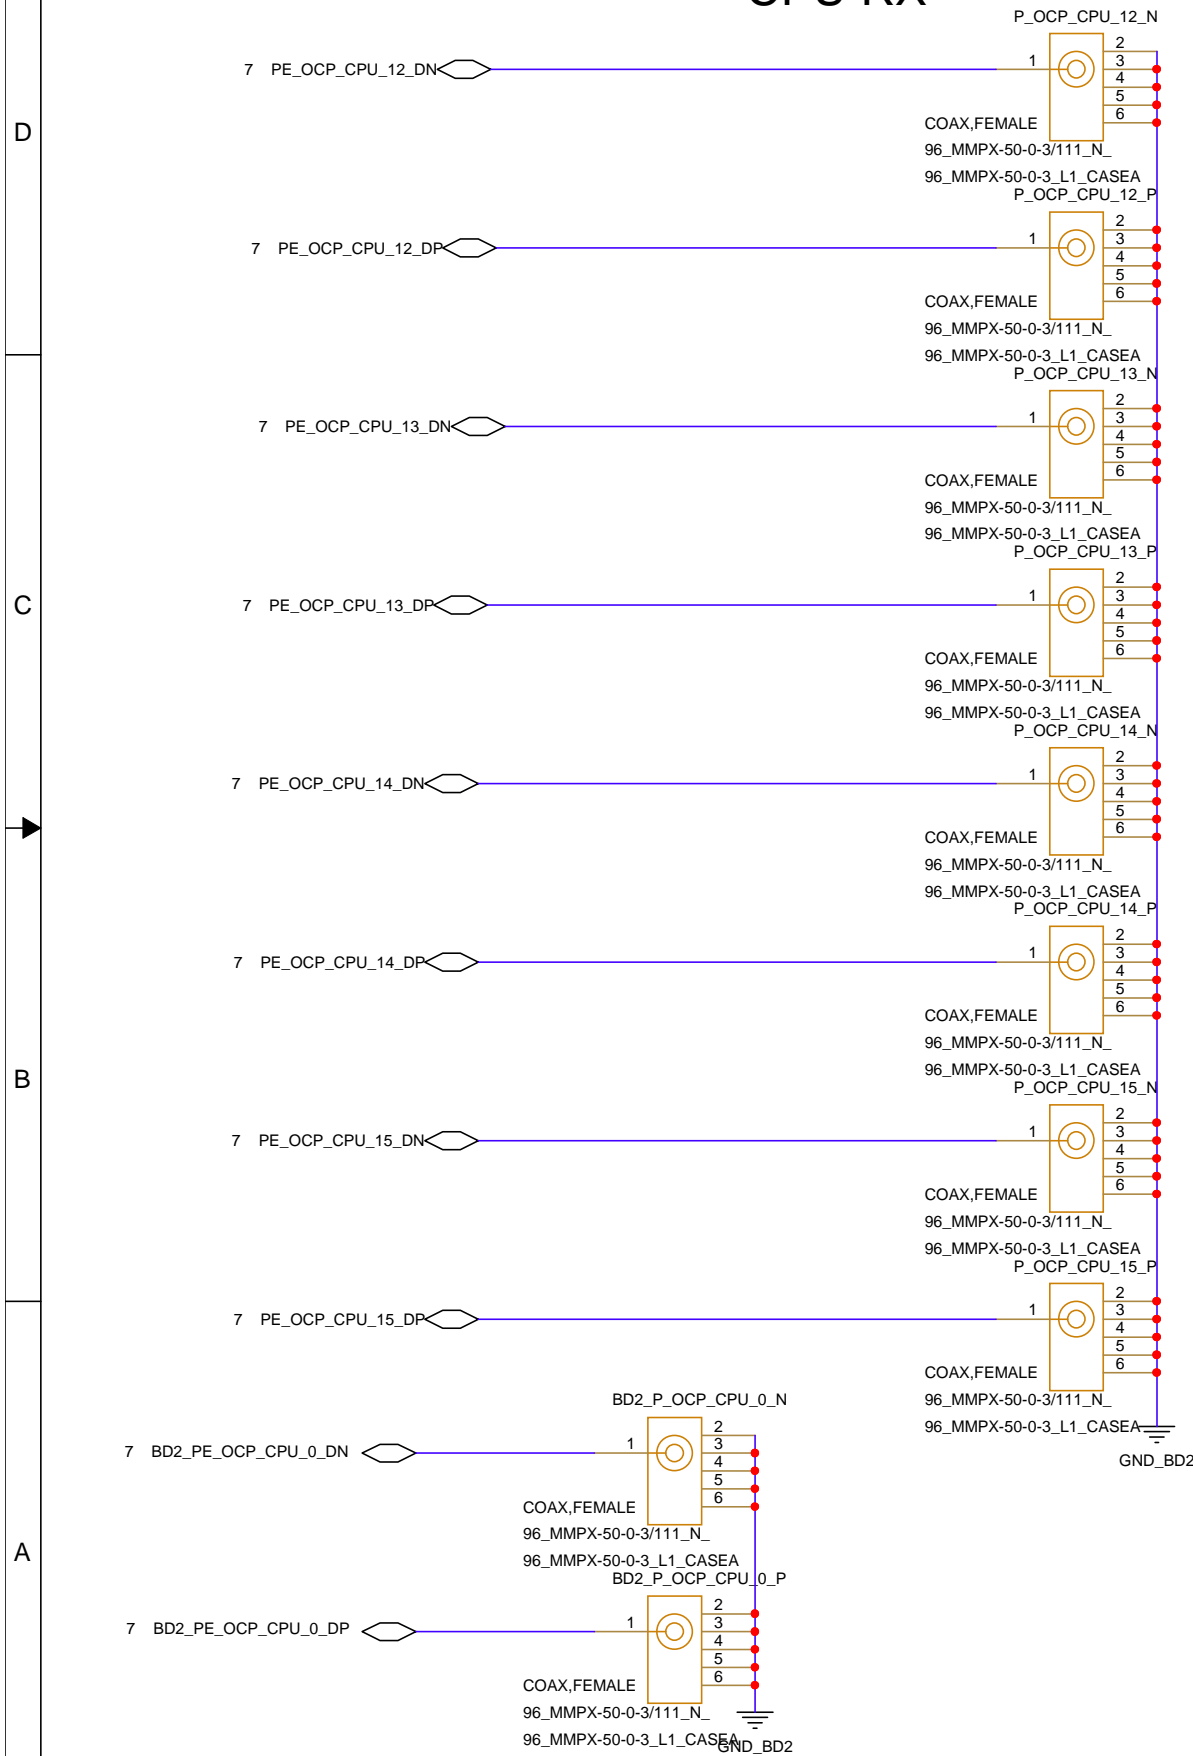 P_OCP_CPU_12_N
7 PE_OCP_CPU_12_DN
1
2
3
4
5
6
D
COAX,FEMALE
96_MMPX-50-0-3/111_N_
96_MMPX-50-0-3_L1_CASEA
P_OCP_CPU_12_P
7 PE_OCP_CPU_12_DP
1
2
3
4
5
6
COAX,FEMALE
96_MMPX-50-0-3/111_N_
96_MMPX-50-0-3_L1_CASEA
P_OCP_CPU_13_N
7 PE_OCP_CPU_13_DN
1
2
3
4
5
6
COAX,FEMALE
96_MMPX-50-0-3/111_N_
96_MMPX-50-0-3_L1_CASEA
P_OCP_CPU_13_P
C
7 PE_OCP_CPU_13_DP
1
2
3
4
5
6
COAX,FEMALE
96_MMPX-50-0-3/111_N_
96_MMPX-50-0-3_L1_CASEA
P_OCP_CPU_14_N
7 PE_OCP_CPU_14_DN
1
2
3
4
5
6
COAX,FEMALE
96_MMPX-50-0-3/111_N_
96_MMPX-50-0-3_L1_CASEA
P_OCP_CPU_14_P
7 PE_OCP_CPU_14_DP
1
2
3
4
5
6
COAX,FEMALE
96_MMPX-50-0-3/111_N_
96_MMPX-50-0-3_L1_CASEA
B
P_OCP_CPU_15_N
7 PE_OCP_CPU_15_DN
1
2
3
4
5
6
COAX,FEMALE
96_MMPX-50-0-3/111_N_
96_MMPX-50-0-3_L1_CASEA
P_OCP_CPU_15_P
7 PE_OCP_CPU_15_DP
1
2
3
4
5
6
COAX,FEMALE
96_MMPX-50-0-3/111_N_
96_MMPX-50-0-3_L1_CASEA
GND_BD2
BD2_P_OCP_CPU_0_N
7 BD2_PE_OCP_CPU_0_DN
1
2
3
4
5
6
COAX,FEMALE
96_MMPX-50-0-3/111_N_
96_MMPX-50-0-3_L1_CASEA
A
BD2_P_OCP_CPU_0_P
7 BD2_PE_OCP_CPU_0_DP
1
2
3
4
5
6
COAX,FEMALE
96_MMPX-50-0-3/111_N_
96_MMPX-50-0-3_L1_CASEA
GND_BD2